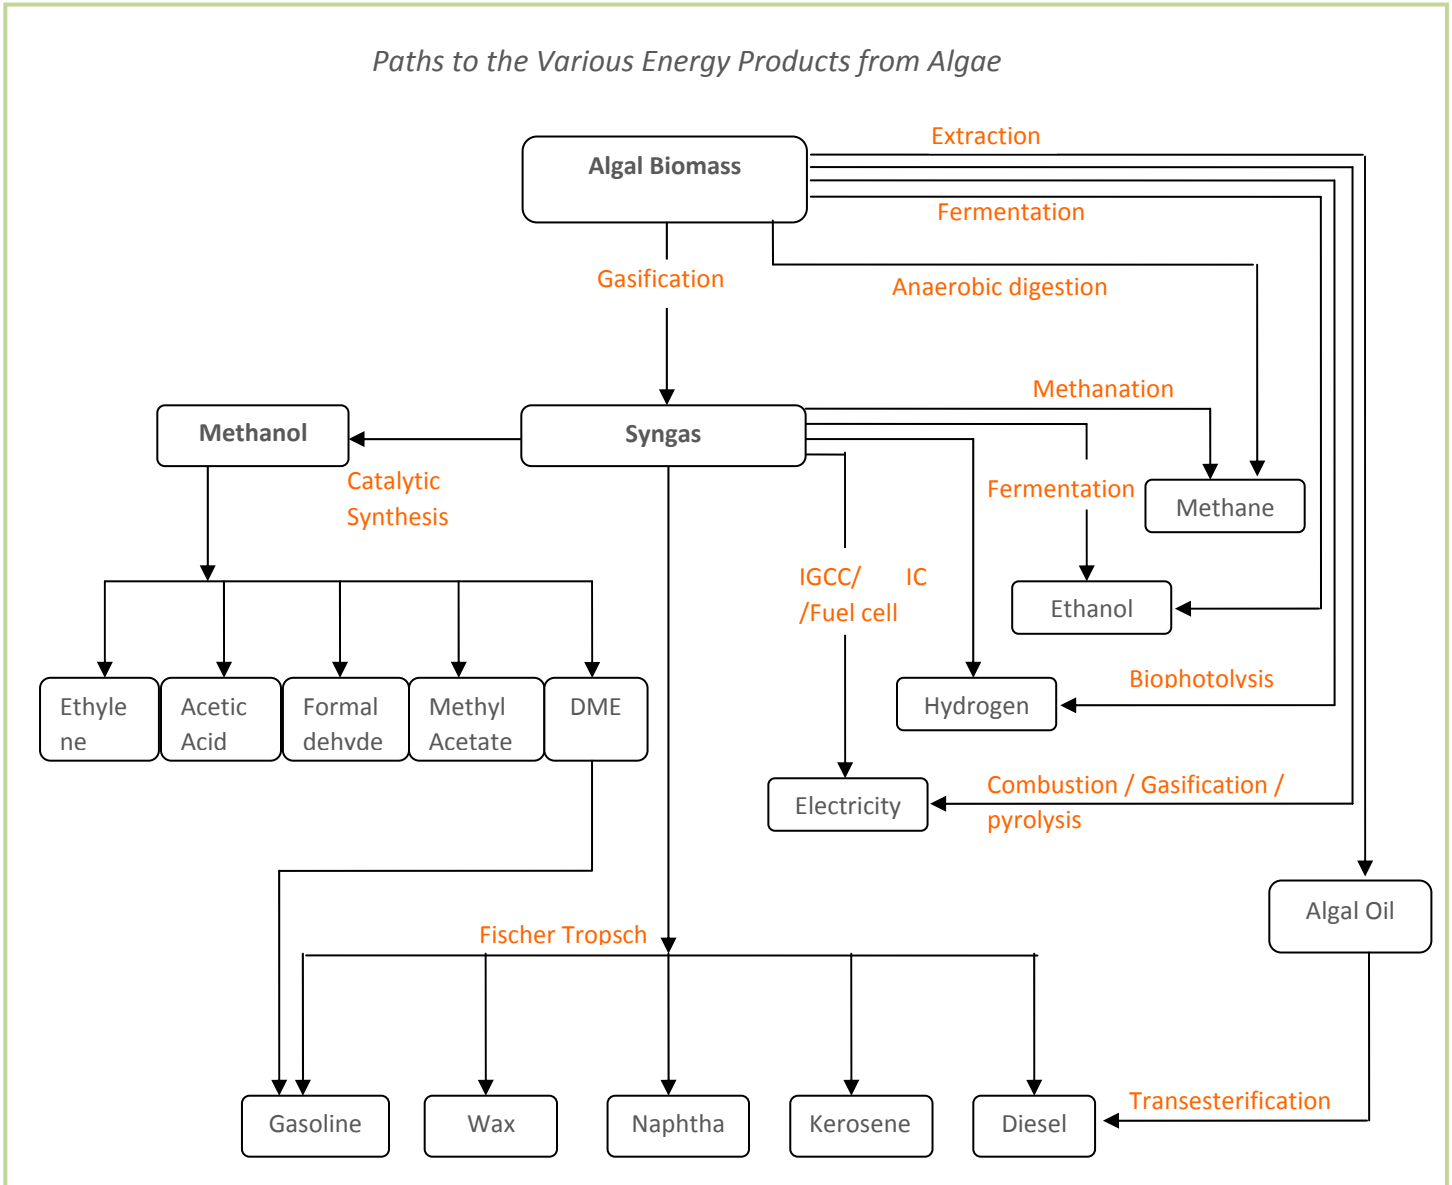 Paths to the Various Energy Products from Algae
Extraction
Algal Biomass
Fermentation
Gasification
Anaerobic digestion
Methanation
Methanol
Syngas
Catalytic
Synthesis
Fermentation
Methane
IGCC/ IC
/Fuel cell
Ethanol
Biophotolysis
Ethyle
ne
Acetic
Acid
Formal
dehyde
Methyl
Acetate
DME
Hydrogen
Electricity
Combustion / Gasification /
pyrolysis
Algal Oil
Fischer Tropsch
Gasoline
Wax
Naphtha
Kerosene
Diesel
Transesterification